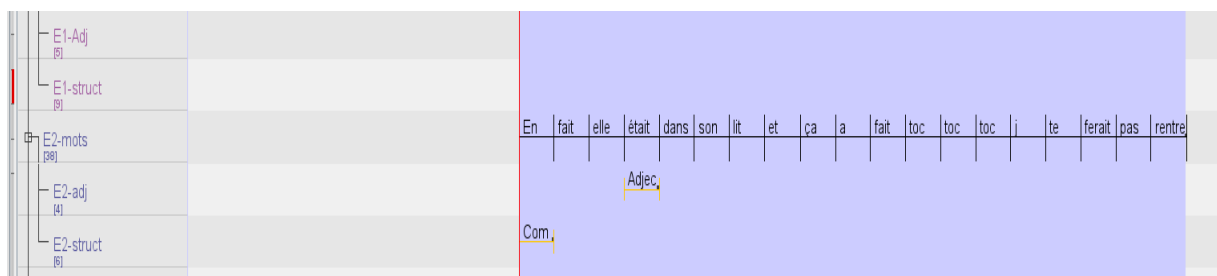 E1-Adj
[5]
E1-struct
[9]
E2-mots
[38]
En fait elle était dans son lit et ça a fait toc toc toc j te ferait pas rentre
E2-adj
[4]
Adjec
E2-struct
[6]
Com